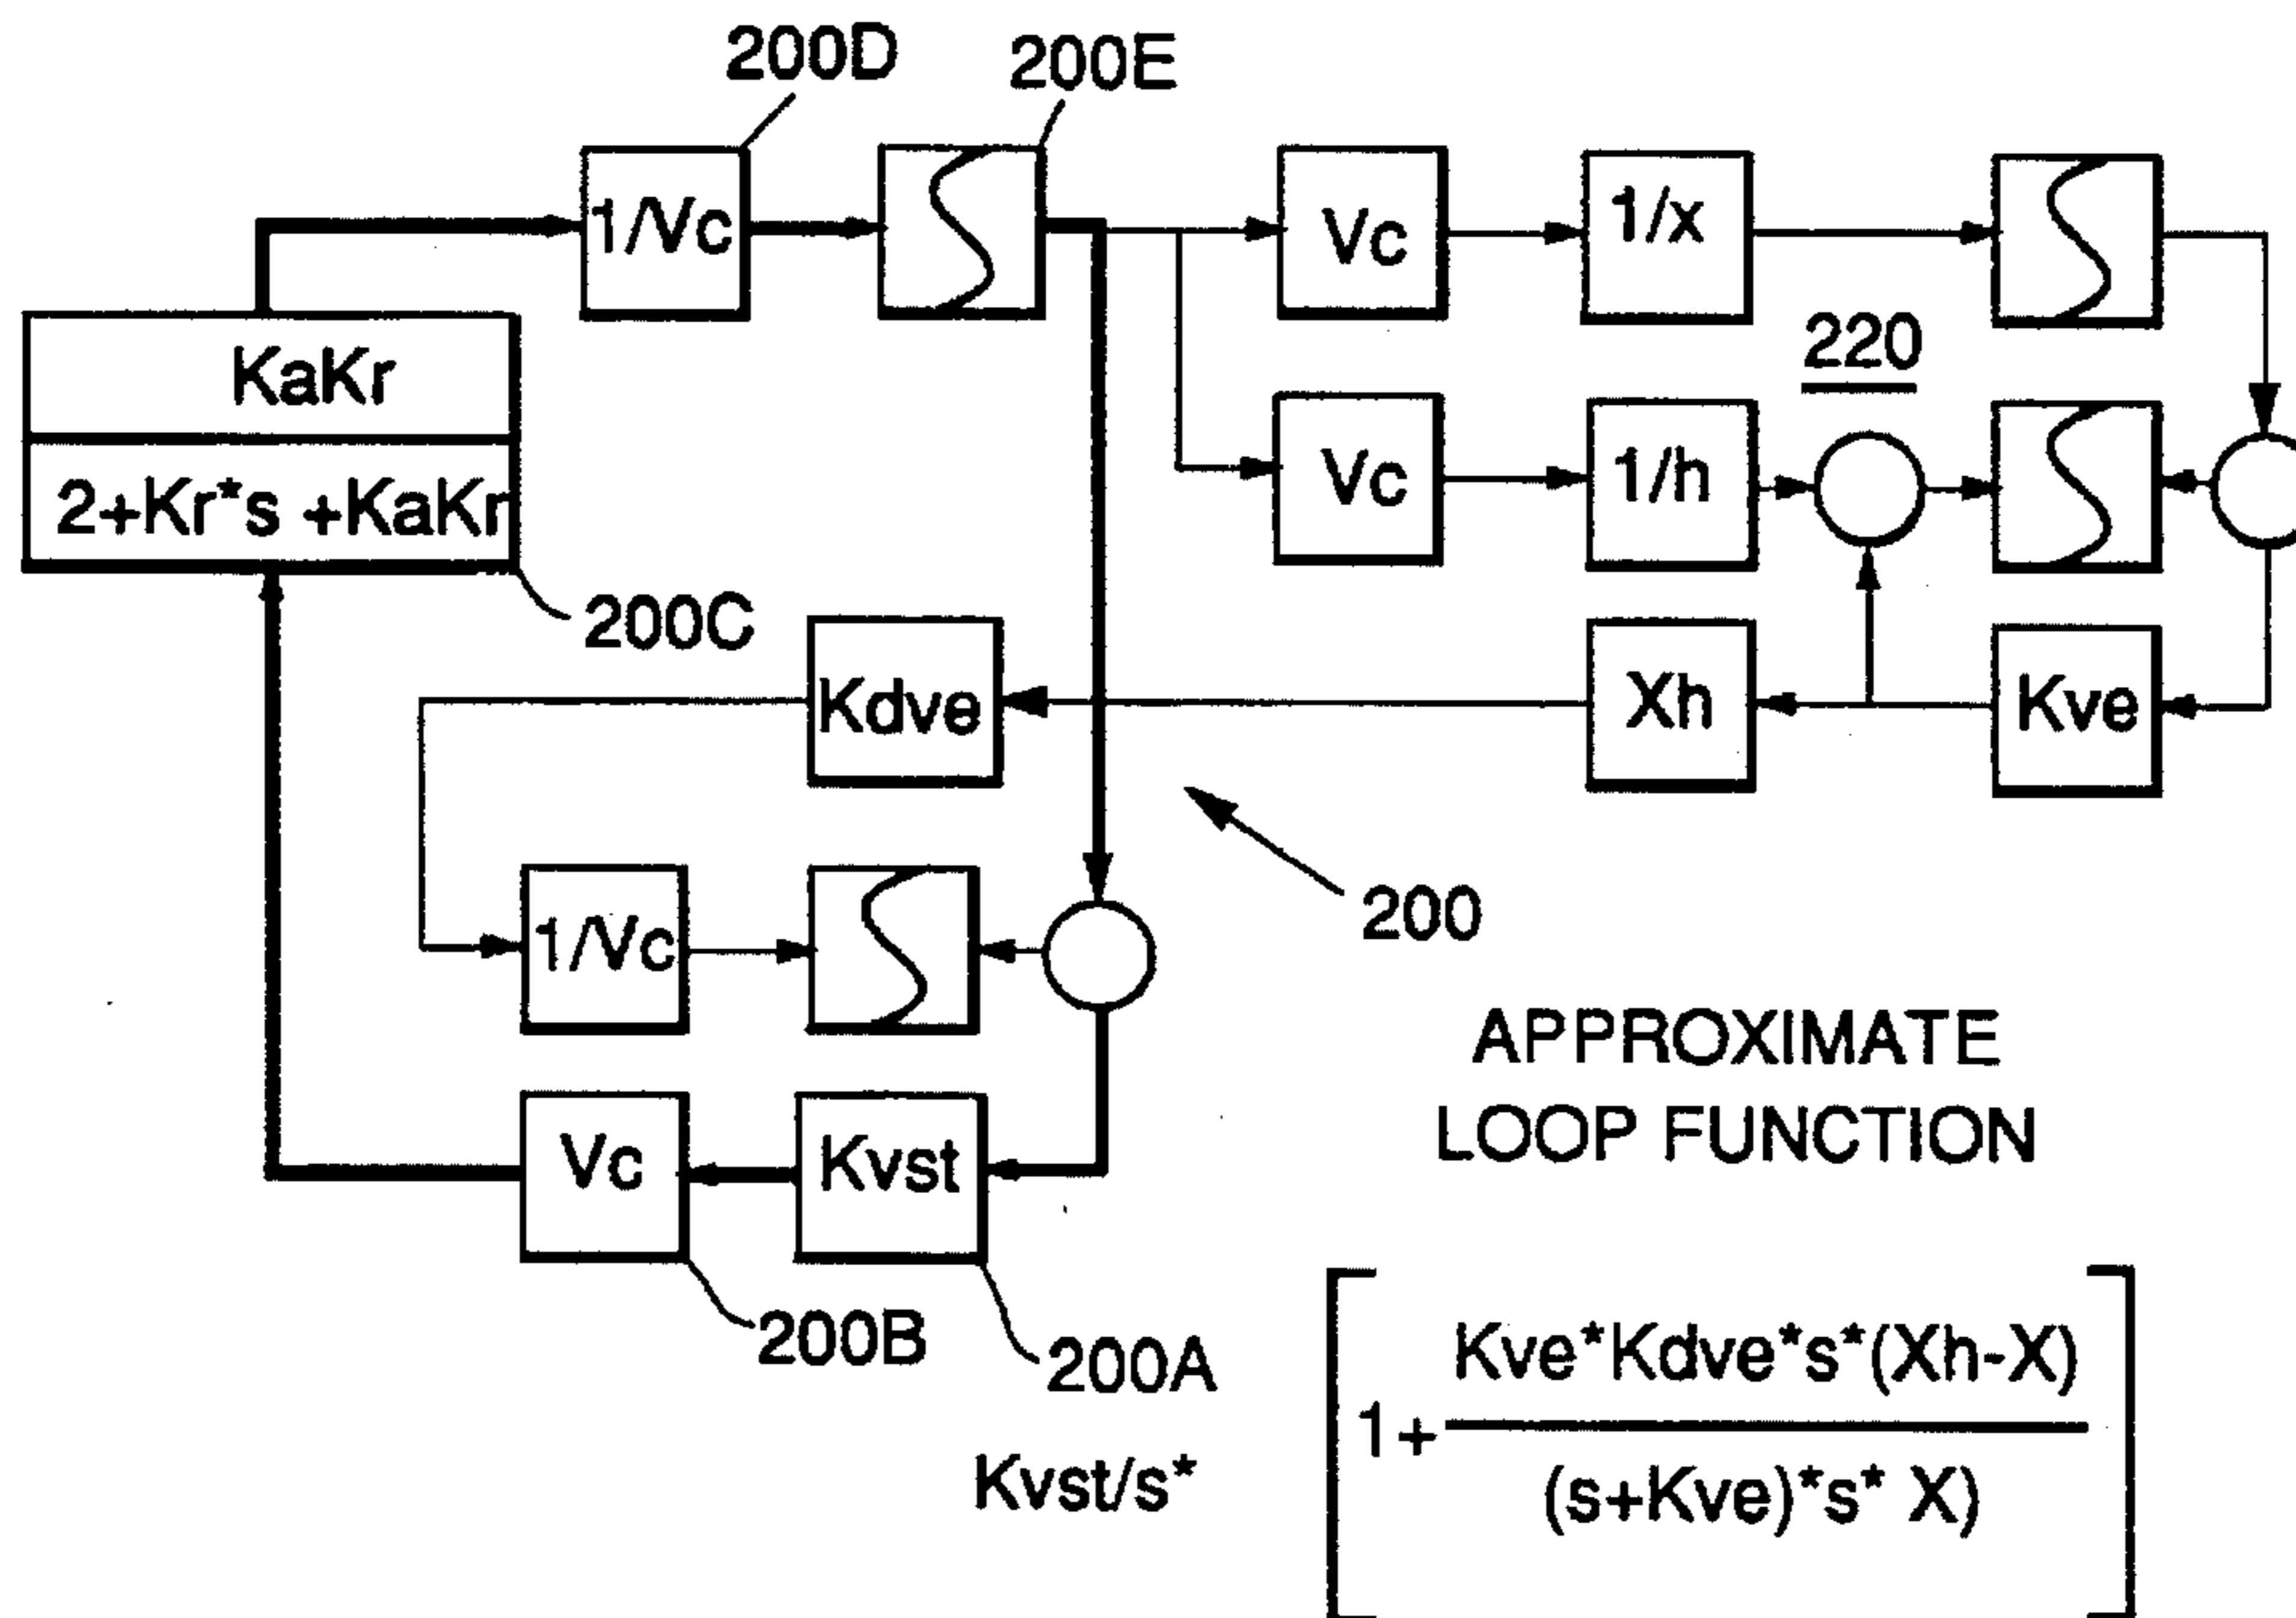 200D
200E
1/Vc
Vc
1/x
KaKr
220
2+Kr*s +KaKr
Vc
1/h
200C
Kdve
Xh
Kve
1/Vc
200
APPROXIMATE
LOOP FUNCTION
Vc
Kvst
200B
200A
Kvst/s*
1+
Kve*Kdve*s*(Xh-X)
(s+Kve)*s* X)